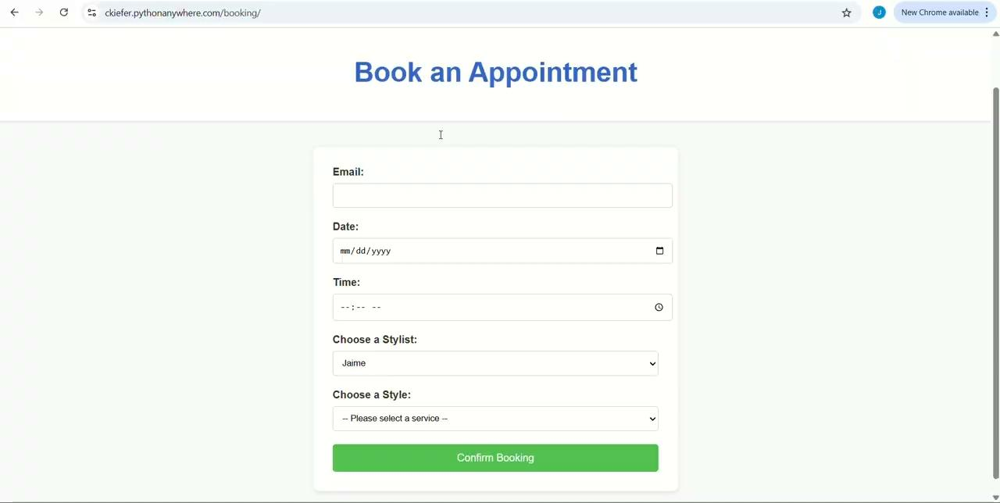 ckiefer.pythonanywhere.com/booking/
J
New Chrome available
Book an Appointment
Email:
Date:
mm/dd/yyyy
Time:
--:-- --
Choose a Stylist:
Jaime
Choose a Style:
-- Please select a service --
Confirm Booking